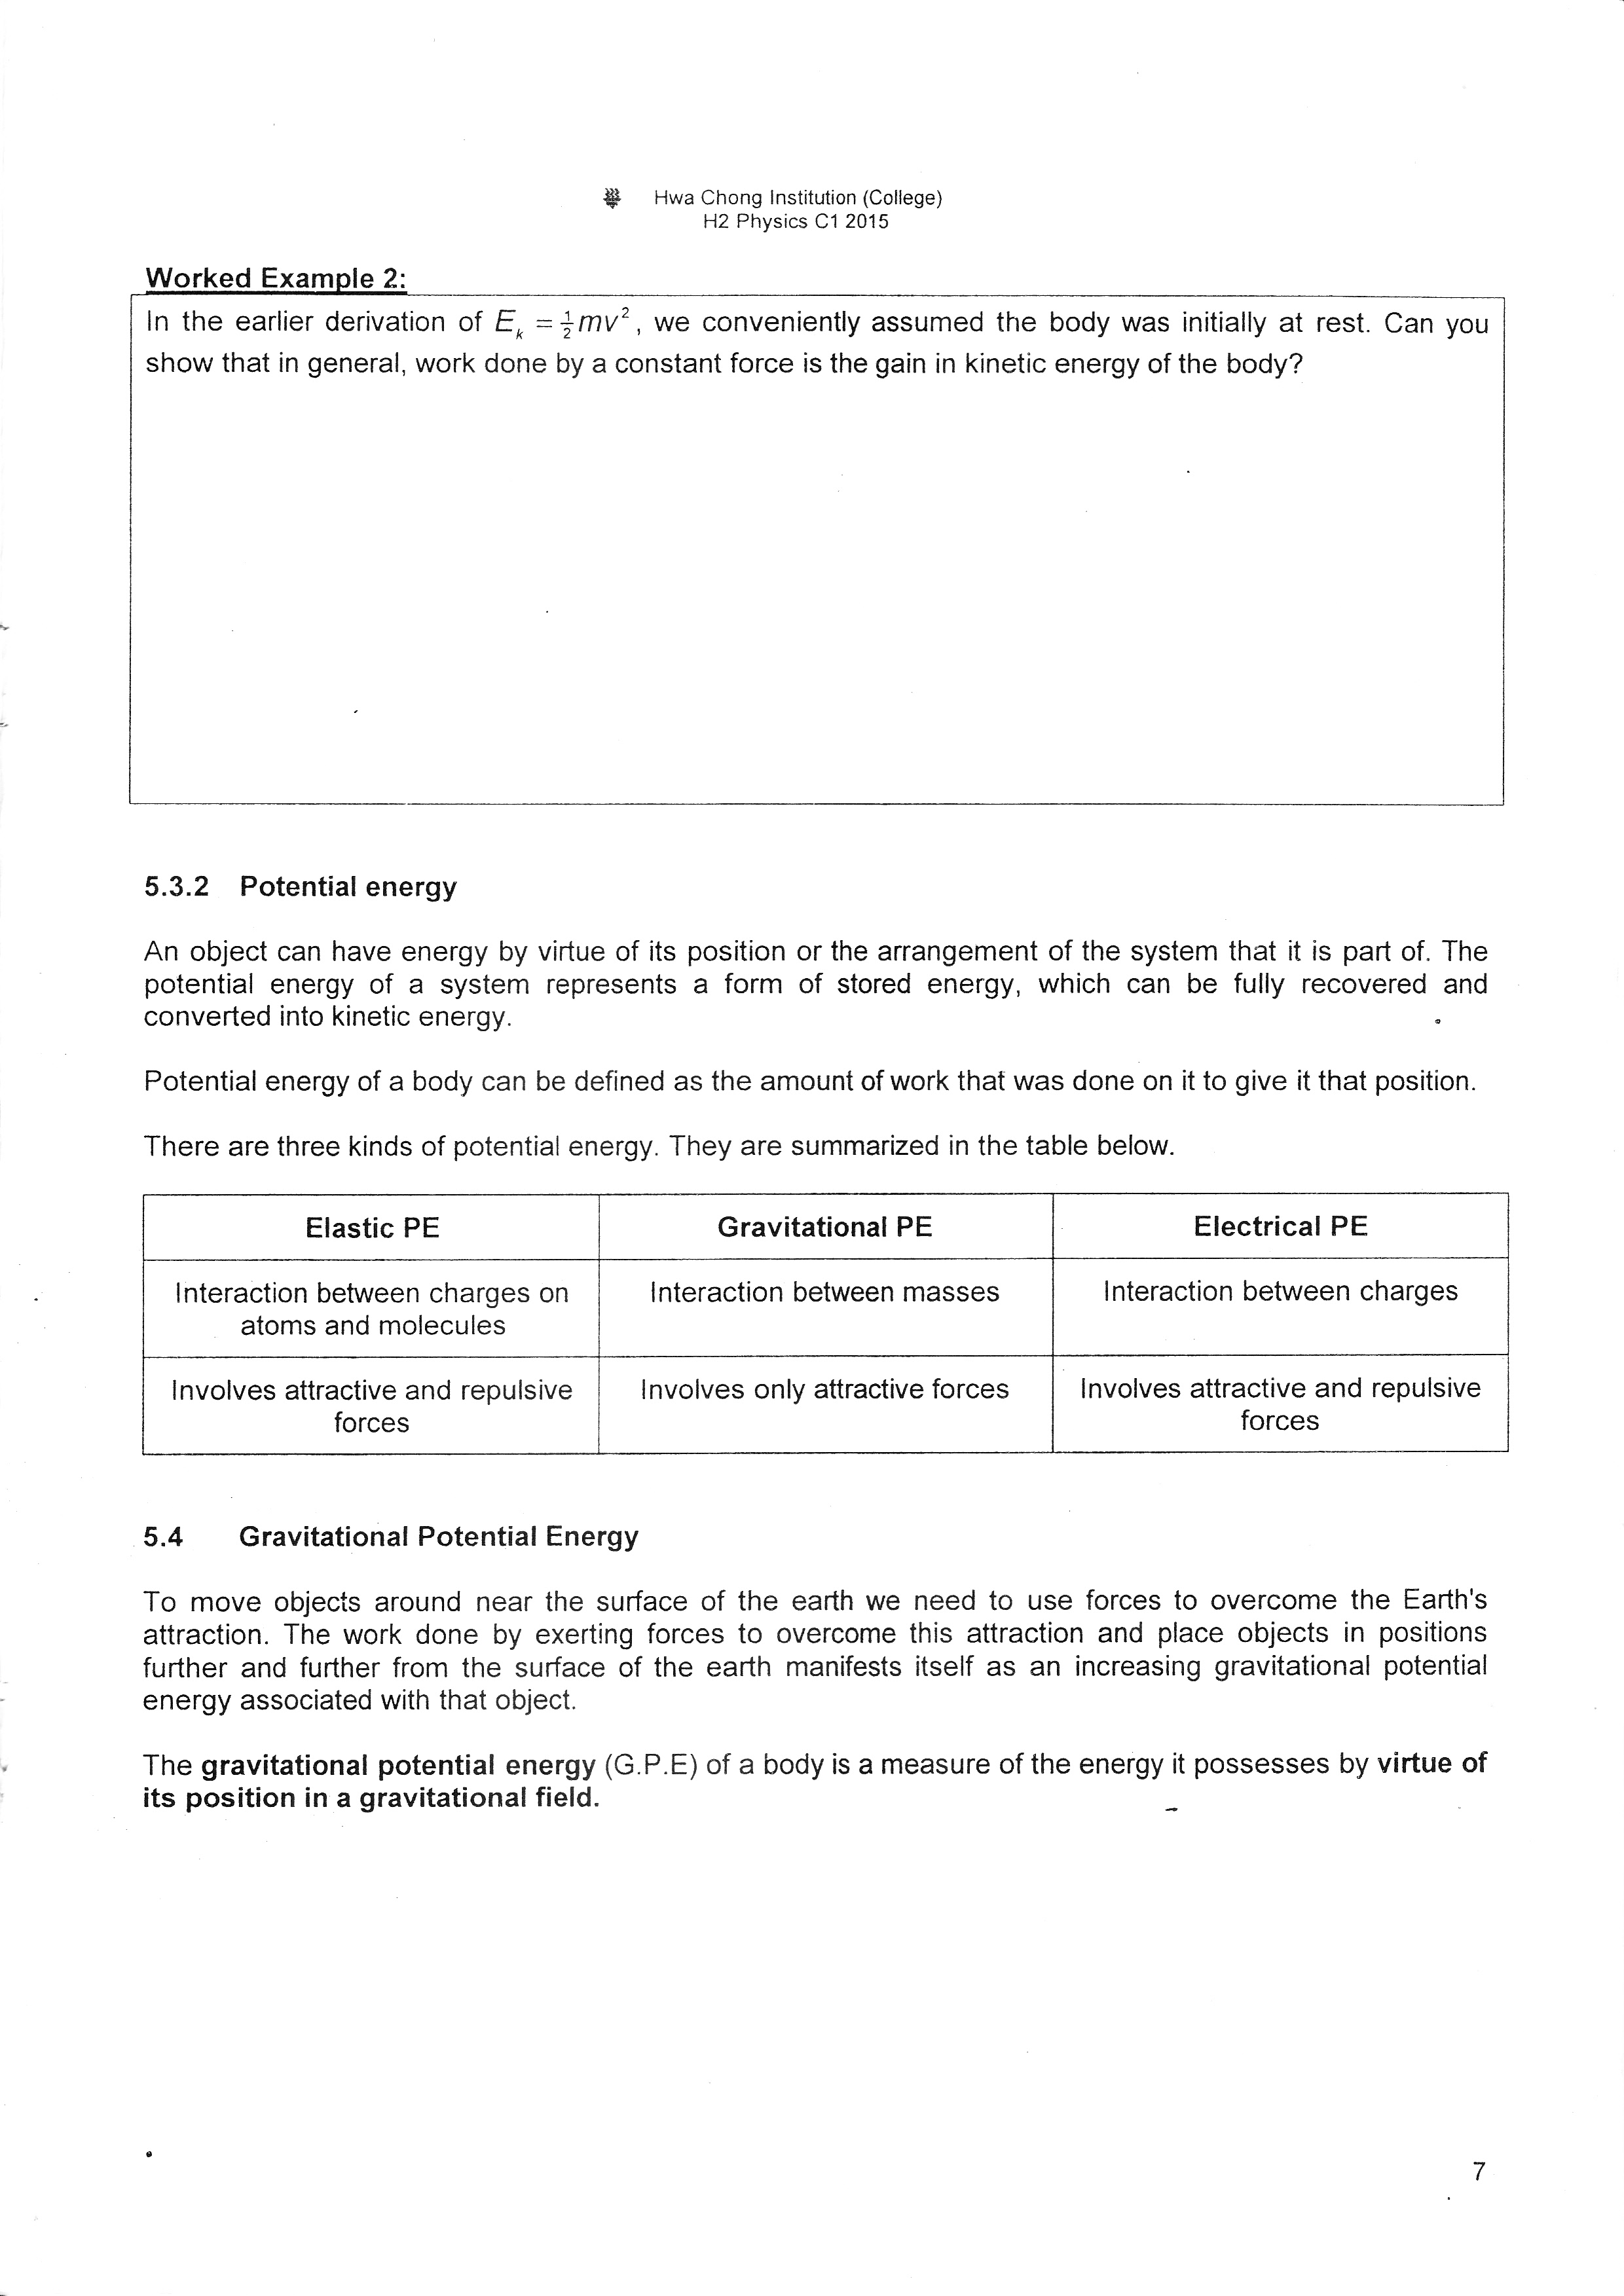 Hwa Chong Institution (College)
H2 Physics C1 2015
Worked Example 2:
In the earlier derivation of E_k = ½mv², we conveniently assumed the body was initially at rest. Can you
show that in general, work done by a constant force is the gain in kinetic energy of the body?
5.3.2 Potential energy
An object can have energy by virtue of its position or the arrangement of the system that it is part of. The
potential energy of a system represents a form of stored energy, which can be fully recovered and
converted into kinetic energy.
Potential energy of a body can be defined as the amount of work that was done on it to give it that position.
There are three kinds of potential energy. They are summarized in the table below.
Elastic PE Gravitational PE Electrical PE
Interaction between charges on Interaction between masses Interaction between charges
atoms and molecules
Involves attractive and repulsive Involves only attractive forces Involves attractive and repulsive
forces forces
5.4 Gravitational Potential Energy
To move objects around near the surface of the earth we need to use forces to overcome the Earth's
attraction. The work done by exerting forces to overcome this attraction and place objects in positions
further and further from the surface of the earth manifests itself as an increasing gravitational potential
energy associated with that object.
The gravitational potential energy (G.P.E) of a body is a measure of the energy it possesses by virtue of
its position in a gravitational field.
7